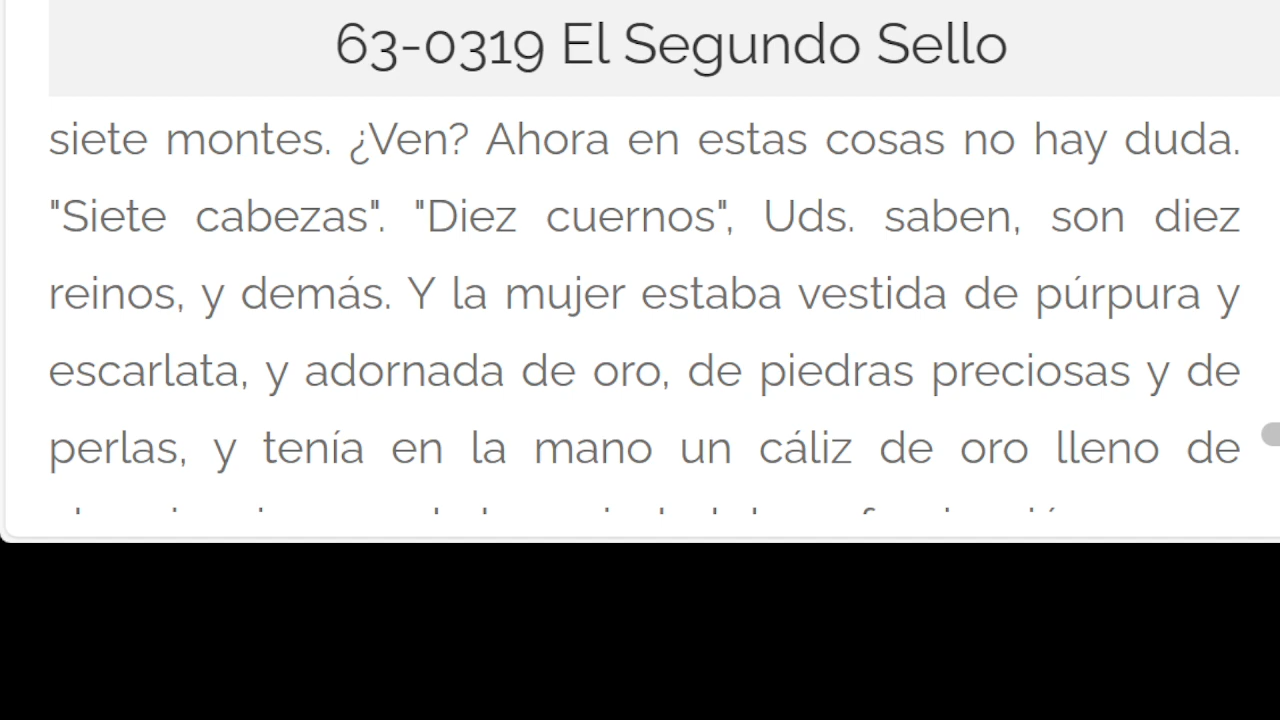 63-0319 El Segundo Sello
siete montes. ¿Ven? Ahora en estas cosas no hay duda.
"Siete cabezas". "Diez cuernos", Uds. saben, son diez
reinos, y demás. Y la mujer estaba vestida de púrpura y
escarlata, y adornada de oro, de piedras preciosas y de
perlas, y tenía en la mano un cáliz de oro lleno de